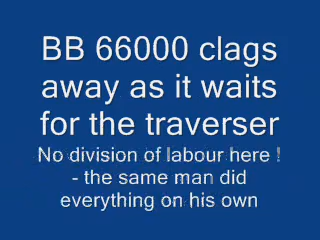 BB 66000 clags
away as it waits
for the traverser
No division of labour here !
- the same man did
everything on his own